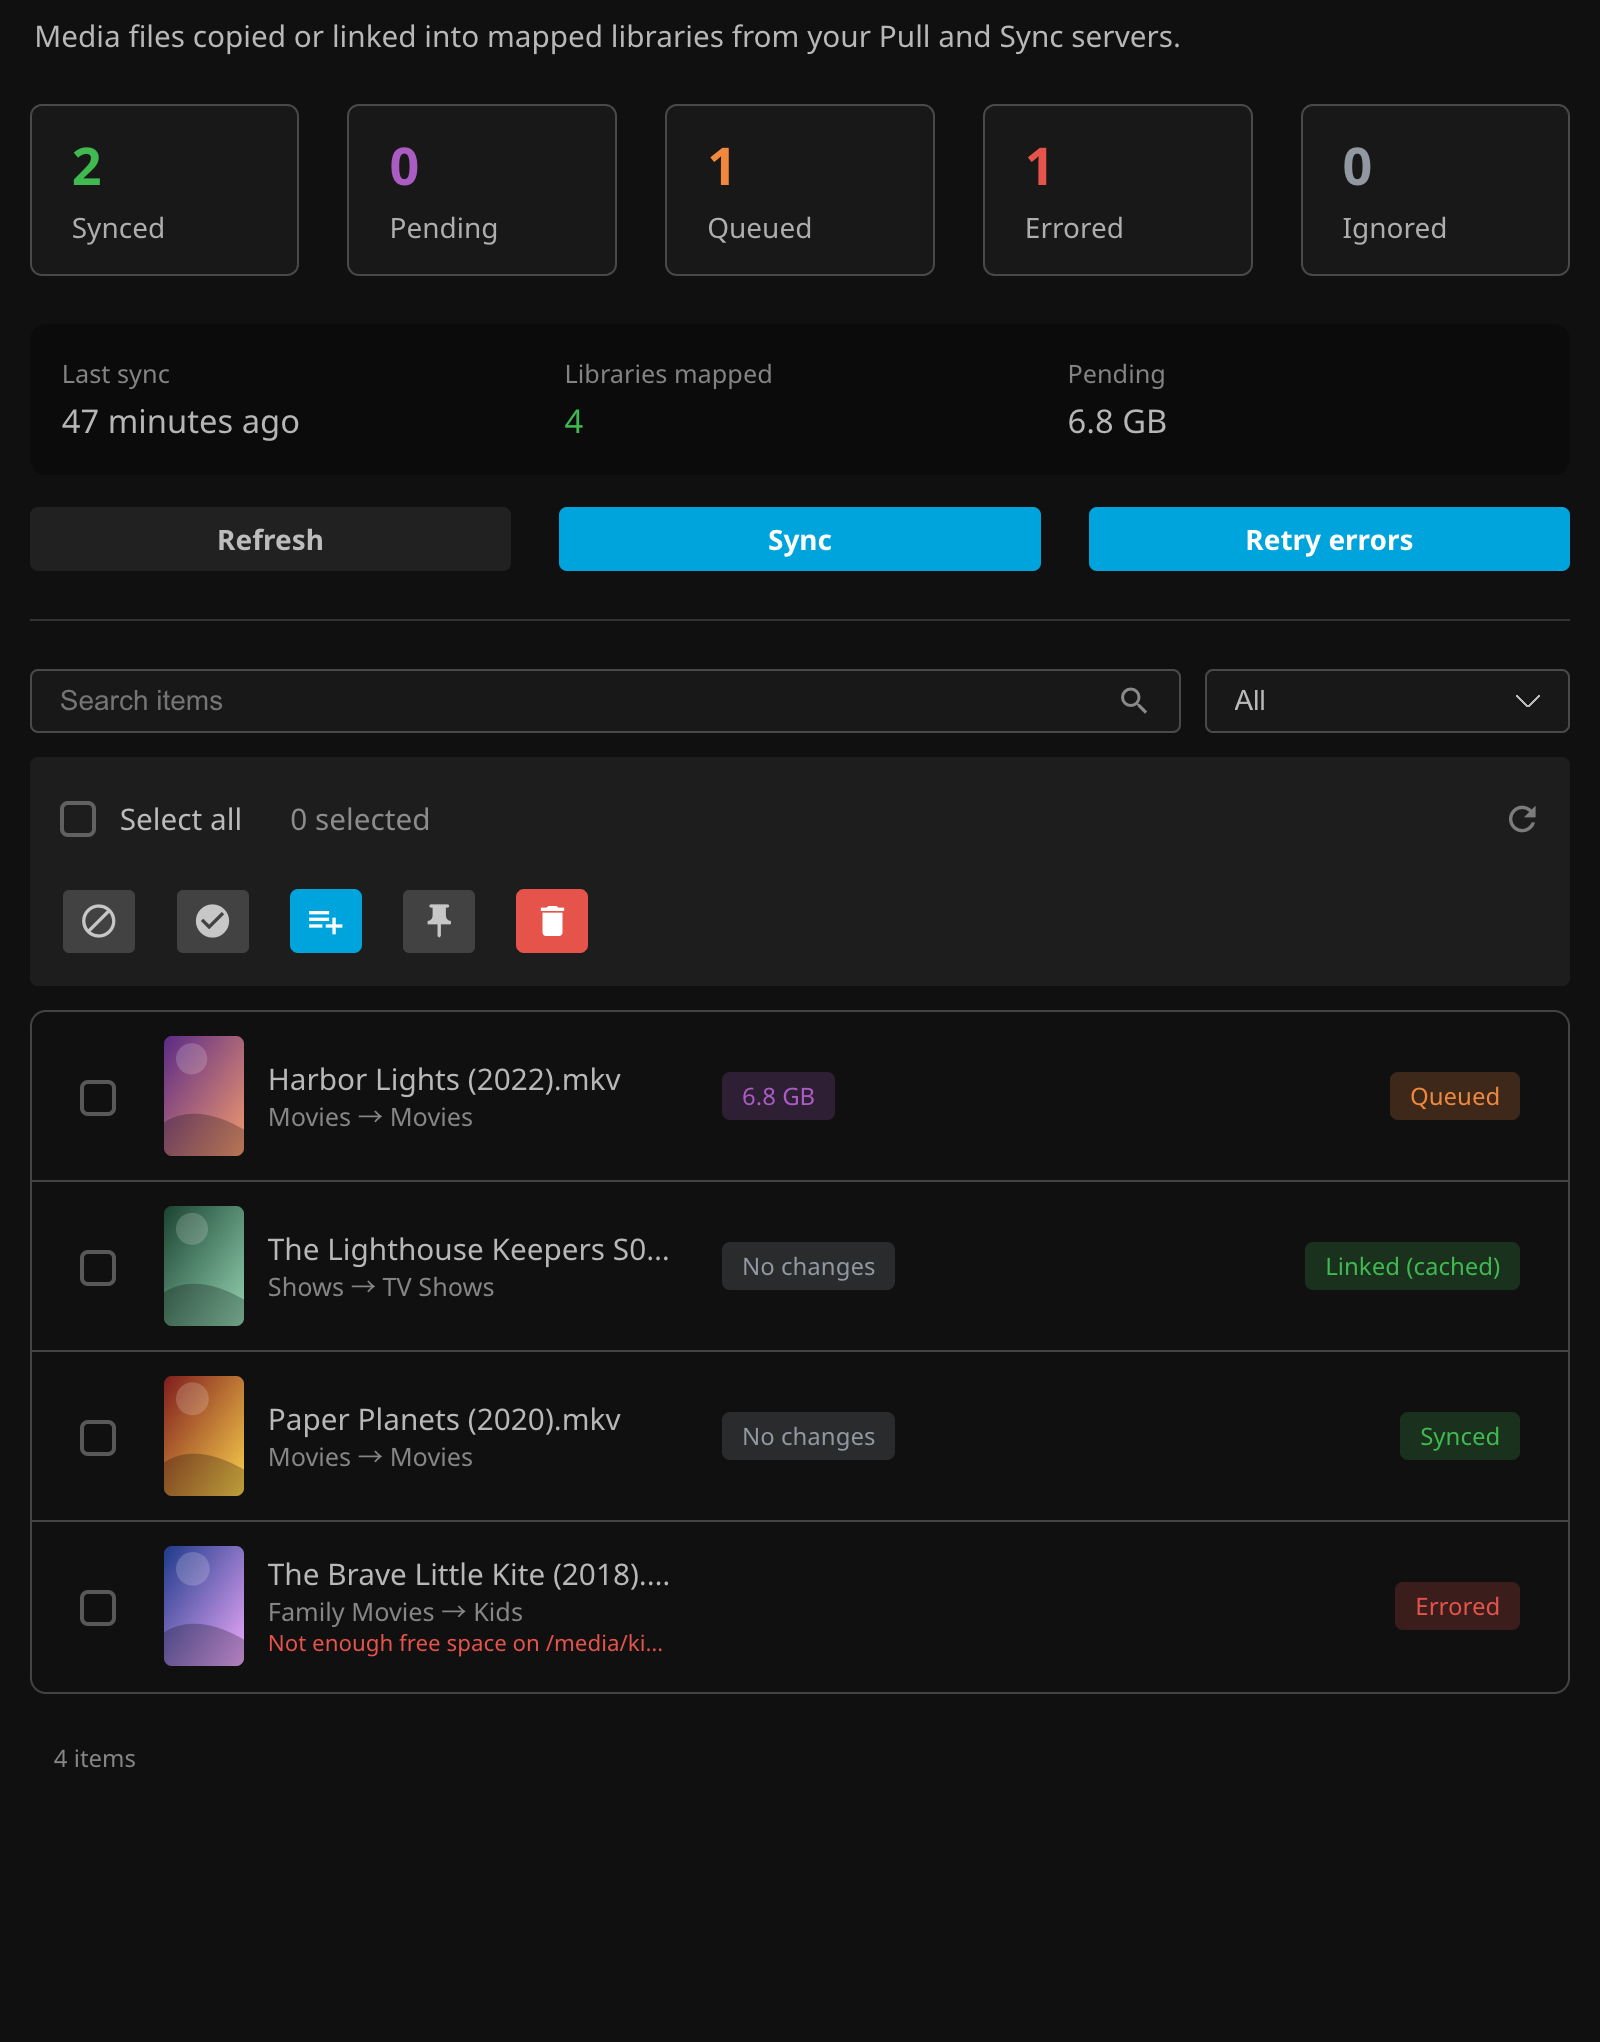 Media files copied or linked into mapped libraries from your Pull and Sync servers.
2
Synced
0
Pending
1
Queued
1
Errored
0
Ignored
Last sync
47 minutes ago
Libraries mapped
4
Pending
6.8 GB
Refresh
Sync
Retry errors
Search items
All
Select all
0 selected
Harbor Lights (2022).mkv
Movies → Movies
6.8 GB
Queued
The Lighthouse Keepers S0...
Shows → TV Shows
No changes
Linked (cached)
Paper Planets (2020).mkv
Movies → Movies
No changes
Synced
The Brave Little Kite (2018)....
Family Movies → Kids
Not enough free space on /media/ki...
Errored
4 items